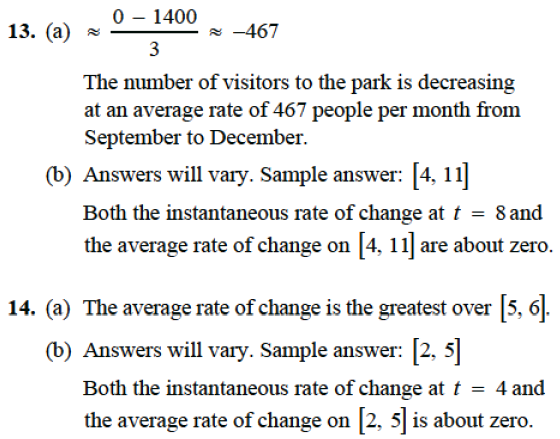 13. (a) ≈ (0 − 1400)/3 ≈ −467
The number of visitors to the park is decreasing
at an average rate of 467 people per month from
September to December.
(b) Answers will vary. Sample answer: [4, 11]
Both the instantaneous rate of change at t = 8 and
the average rate of change on [4, 11] are about zero.
14. (a) The average rate of change is the greatest over [5, 6].
(b) Answers will vary. Sample answer: [2, 5]
Both the instantaneous rate of change at t = 4 and
the average rate of change on [2, 5] is about zero.